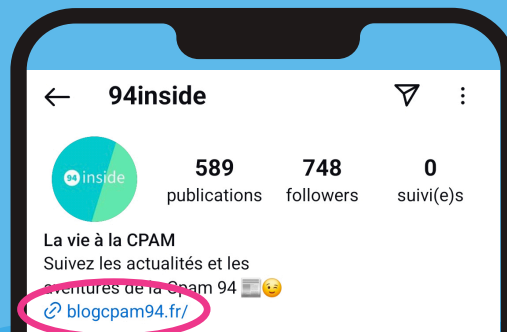 94inside
94 inside
589 748 0
publications followers suivi(e)s
La vie à la CPAM
Suivez les actualités et les
aventures de la Cpam 94 📰😉
blogcpam94.fr/